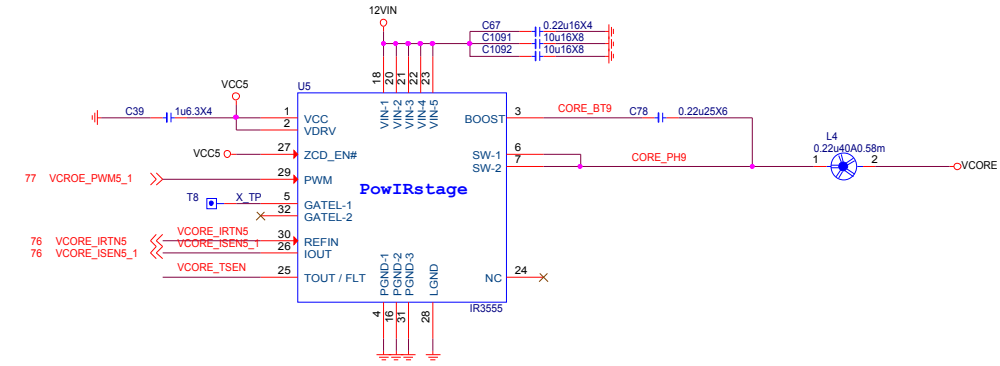 12VIN
C67 0.22u16X4
C1091 10u16X8
C1092 10u16X8
18 20 21 22 23
VCC5 U5
C39 1u6.3X4 1 VCC VIN-1 VIN-2 VIN-3 VIN-4 VIN-5 BOOST 3 CORE_BT9 C78 0.22u25X6
2 VDRV
L4
0.22u40A0.58m
VCC5 27 ZCD_EN# SW-1 6
SW-2 7 CORE_PH9 1 2 VCORE
77 VCROE_PWM5_1 29 PWM
PowIRstage
T8 X_TP 5 GATEL-1
32 GATEL-2
VCORE_IRTN5
76 VCORE_IRTN5 30 REFIN
VCORE_ISEN5_1
76 VCORE_ISEN5_1 26 IOUT
VCORE_TSEN 25 TOUT / FLT PGND-1 PGND-2 PGND-3 LGND NC 24
IR3555
4 16 31 28